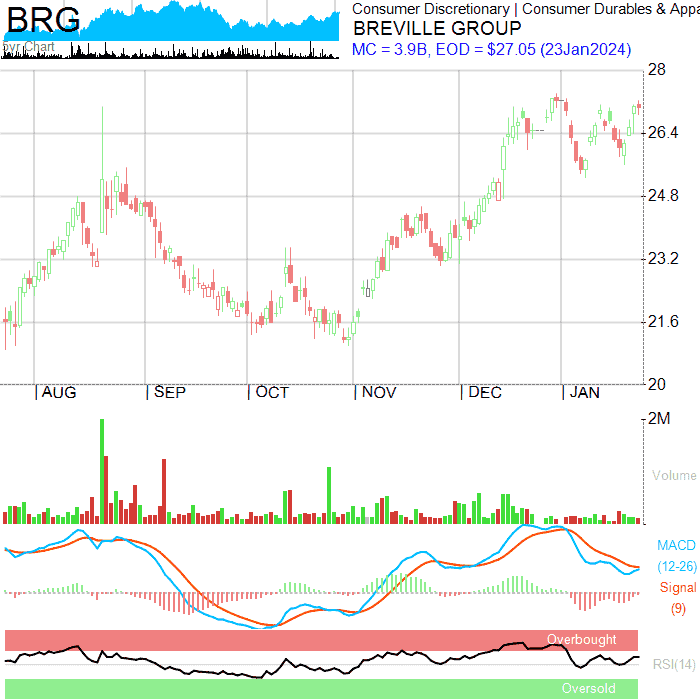 BRG
5yr Chart
Consumer Discretionary | Consumer Durables & Appa
BREVILLE GROUP
MC = 3.9B, EOD = $27.05 (23Jan2024)
28
26.4
24.8
23.2
21.6
20
|AUG |SEP |OCT |NOV |DEC |JAN
2M
Volume
MACD
(12-26)
Signal
(9)
Overbought
RSI(14)
Oversold